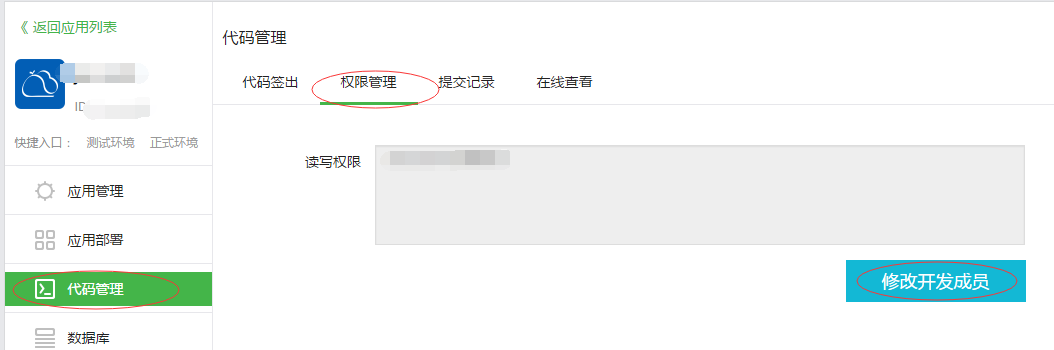 《 返回应用列表
ID
快捷入口： 测试环境 正式环境
应用管理
应用部署
代码管理
数据库
代码管理
代码签出 权限管理 提交记录 在线查看
读写权限
修改开发成员